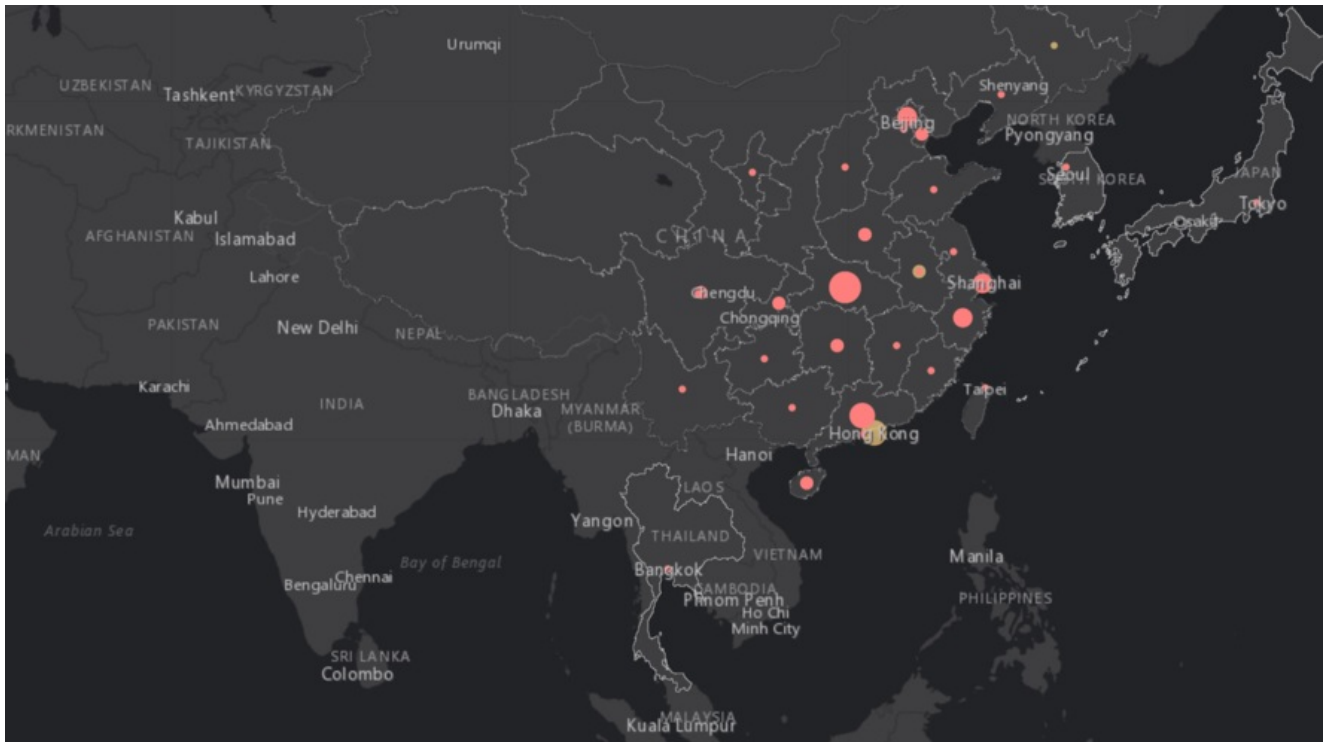 Urumqi
UZBEKISTAN
Tashkent
KYRGYZSTAN
Shenyang
RKMENISTAN
TAJIKISTAN
Beijing
NORTH KOREA
Pyongyang
Seoul
SOUTH KOREA
JAPAN
Tokyo
Osaka
Kabul
AFGHANISTAN
Islamabad
CHINA
Lahore
Shanghai
Chengdu
Chongqing
PAKISTAN
New Delhi
NEPAL
Karachi
INDIA
BANGLADESH
Dhaka
MYANMAR
(BURMA)
Taipei
Ahmedabad
Hong Kong
MAN
Hanoi
Mumbai
Pune
LAOS
Hyderabad
Yangon
Arabian Sea
THAILAND
Bay of Bengal
VIETNAM
Manila
Bangkok
Chennai
Bengaluru
CAMBODIA
Phnom Penh
PHILIPPINES
Ho Chi
Minh City
SRI LANKA
Colombo
MALAYSIA
Kuala Lumpur